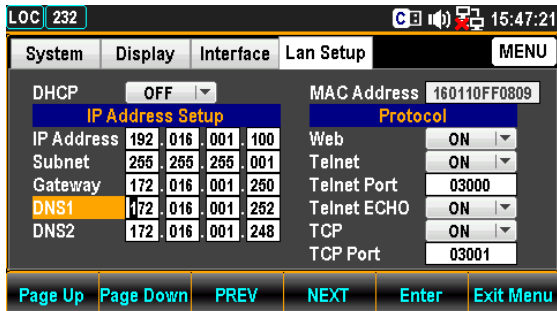 LOC 232 C 15:47:21
System Display Interface Lan Setup MENU
DHCP OFF MAC Address 160110FF0809
IP Address Setup Protocol
IP Address 192 . 016 . 001 . 100 Web ON
Subnet 255 . 255 . 255 . 001 Telnet ON
Gateway 172 . 016 . 001 . 250 Telnet Port 03000
DNS1 172 . 016 . 001 . 252 Telnet ECHO ON
DNS2 172 . 016 . 001 . 248 TCP ON
TCP Port 03001
Page Up Page Down PREV NEXT Enter Exit Menu